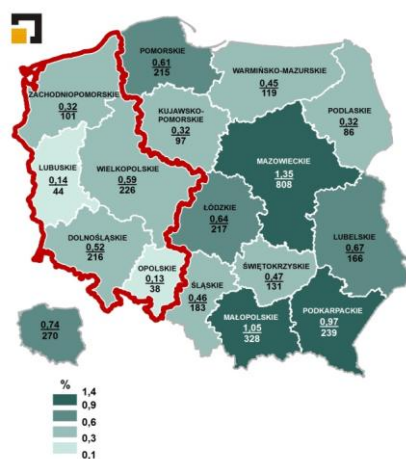 POMORSKIE
0,61
215
WARMIŃSKO-MAZURSKIE
0,45
119
ZACHODNIOPOMORSKIE
0,32
101
KUJAWSKO-
POMORSKIE
0,32
97
PODLASKIE
0,32
86
MAZOWIECKIE
1,35
808
LUBUSKIE
0,14
44
WIELKOPOLSKIE
0,59
226
ŁÓDZKIE
0,64
217
LUBELSKIE
0,67
166
DOLNOŚLĄSKIE
0,52
216
OPOLSKIE
0,13
38
ŚLĄSKIE
0,46
183
ŚWIĘTOKRZYSKIE
0,47
131
MAŁOPOLSKIE
1,05
328
PODKARPACKIE
0,97
239
0,74
270
%
1,4
0,9
0,6
0,3
0,1